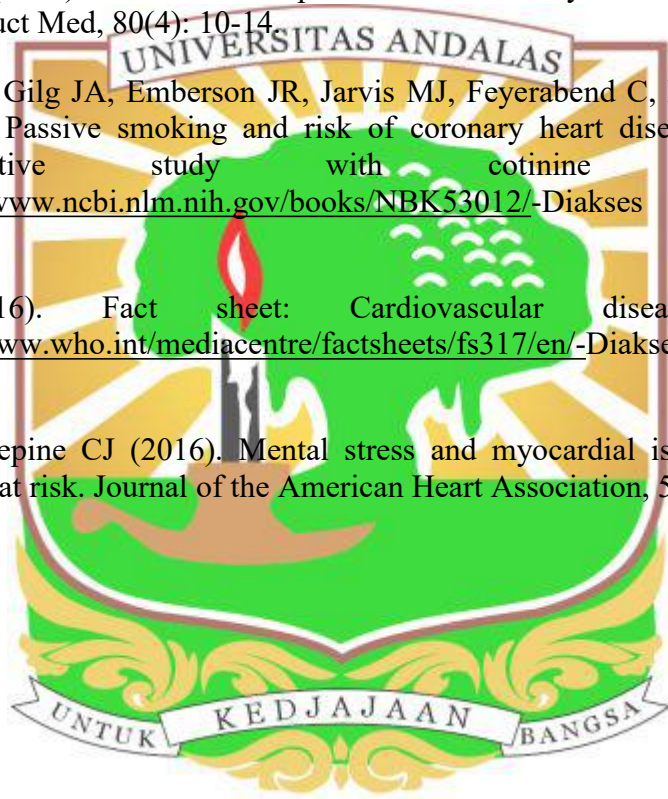 uct Med, 80(4): 10-14.
UNIVERSITAS ANDALAS
Gilg JA, Emberson JR, Jarvis MJ, Feyerabend C,
Passive smoking and risk of coronary heart dise
tive study with cotinine
www.ncbi.nlm.nih.gov/books/NBK53012/-Diakses
16). Fact sheet: Cardiovascular disea
ww.who.int/mediacentre/factsheets/fs317/en/-Diakse
epine CJ (2016). Mental stress and myocardial is
at risk. Journal of the American Heart Association, 5
UNTUK KEDJAJAAN BANGSA